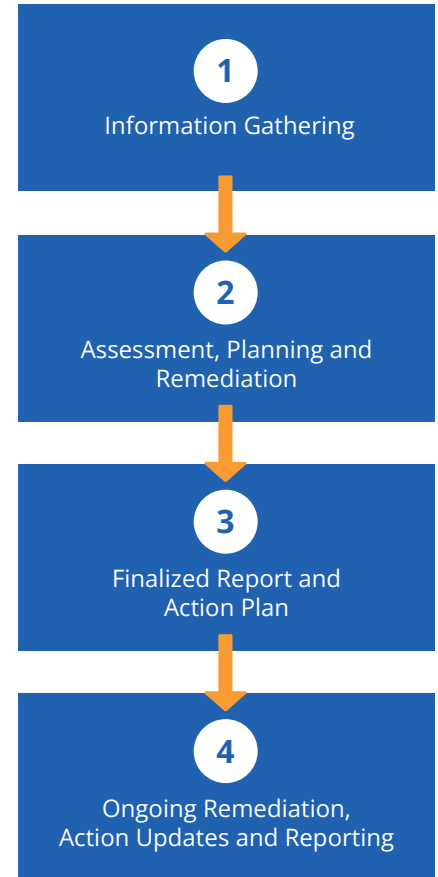 1
Information Gathering
2
Assessment, Planning and
Remediation
3
Finalized Report and
Action Plan
4
Ongoing Remediation,
Action Updates and Reporting